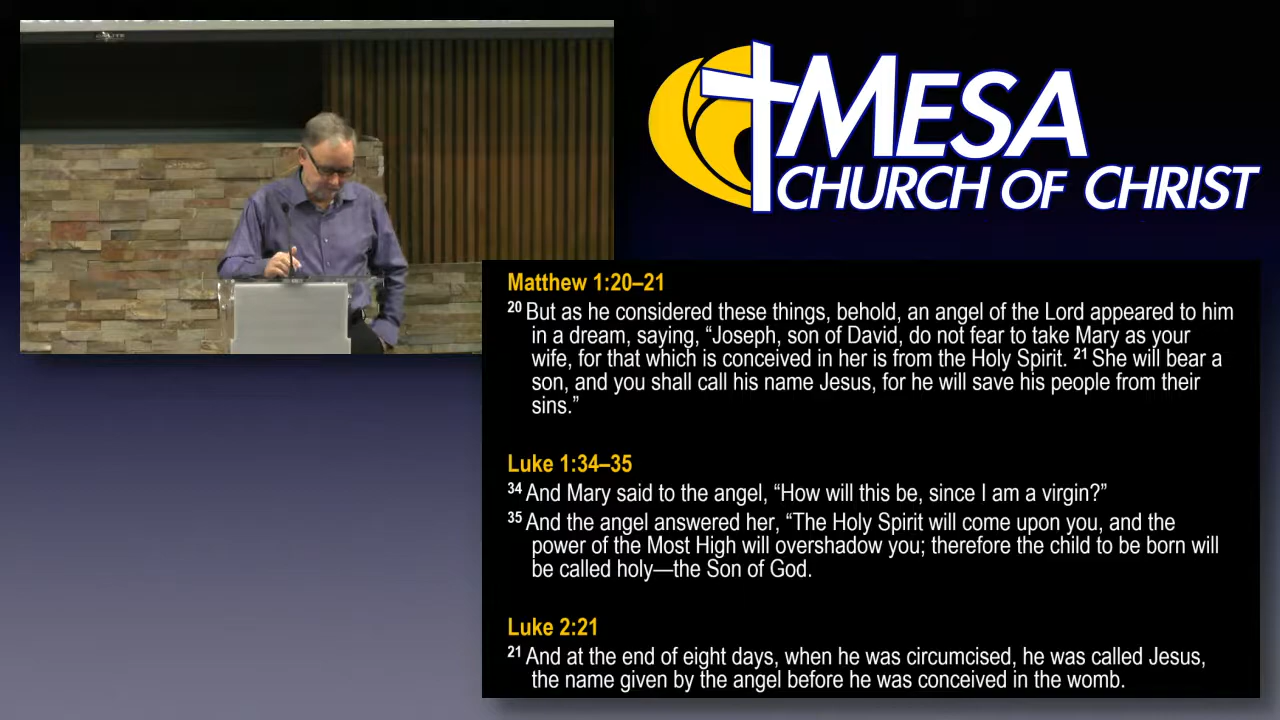 MESA
CHURCH OF CHRIST
Matthew 1:20–21
20 But as he considered these things, behold, an angel of the Lord appeared to him
in a dream, saying, “Joseph, son of David, do not fear to take Mary as your
wife, for that which is conceived in her is from the Holy Spirit. 21 She will bear a
son, and you shall call his name Jesus, for he will save his people from their
sins.”
Luke 1:34–35
34 And Mary said to the angel, “How will this be, since I am a virgin?”
35 And the angel answered her, “The Holy Spirit will come upon you, and the
power of the Most High will overshadow you; therefore the child to be born will
be called holy—the Son of God.
Luke 2:21
21 And at the end of eight days, when he was circumcised, he was called Jesus,
the name given by the angel before he was conceived in the womb.